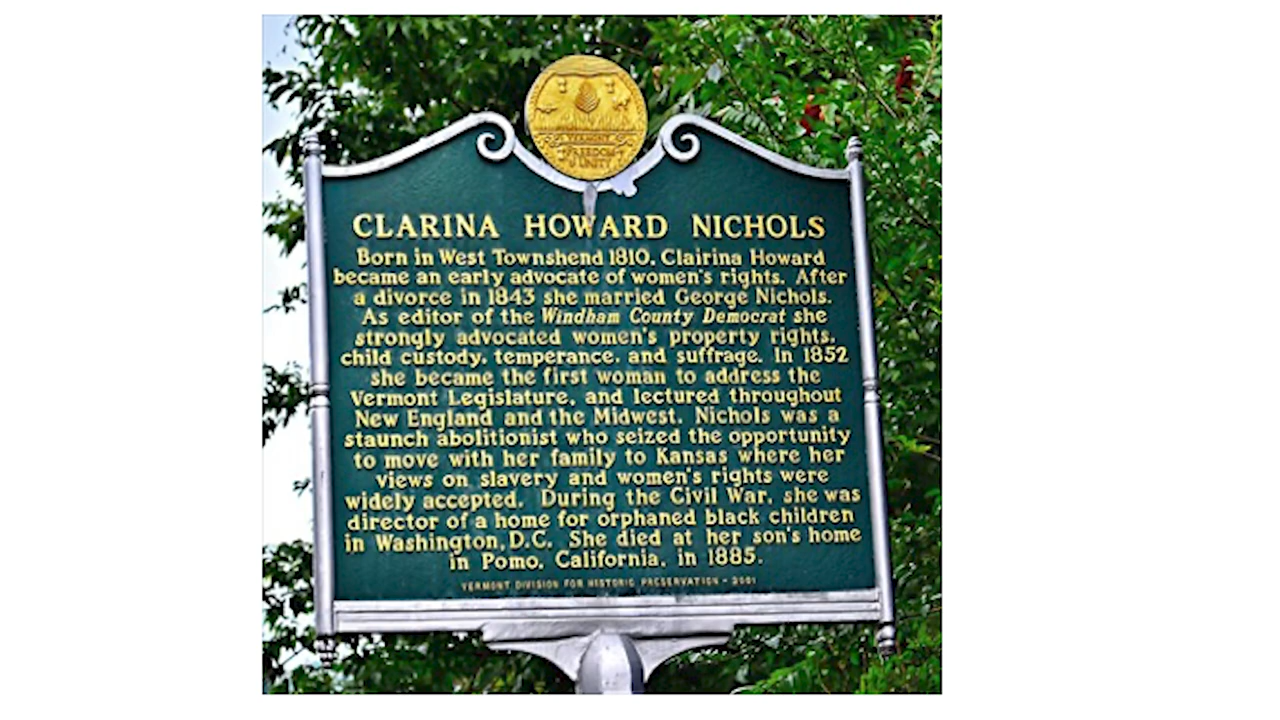 VERMONT
FREEDOM
& UNITY
CLARINA HOWARD NICHOLS
Born in West Townshend 1810, Clairina Howard
became an early advocate of women's rights. After
a divorce in 1843 she married George Nichols.
As editor of the Windham County Democrat she
strongly advocated women's property rights,
child custody, temperance, and suffrage. In 1852
she became the first woman to address the
Vermont Legislature, and lectured throughout
New England and the Midwest. Nichols was a
staunch abolitionist who seized the opportunity
to move with her family to Kansas where her
views on slavery and women's rights were
widely accepted. During the Civil War, she was
director of a home for orphaned black children
in Washington, D.C. She died at her son's home
in Pomo, California, in 1885.
VERMONT DIVISION FOR HISTORIC PRESERVATION - 2001